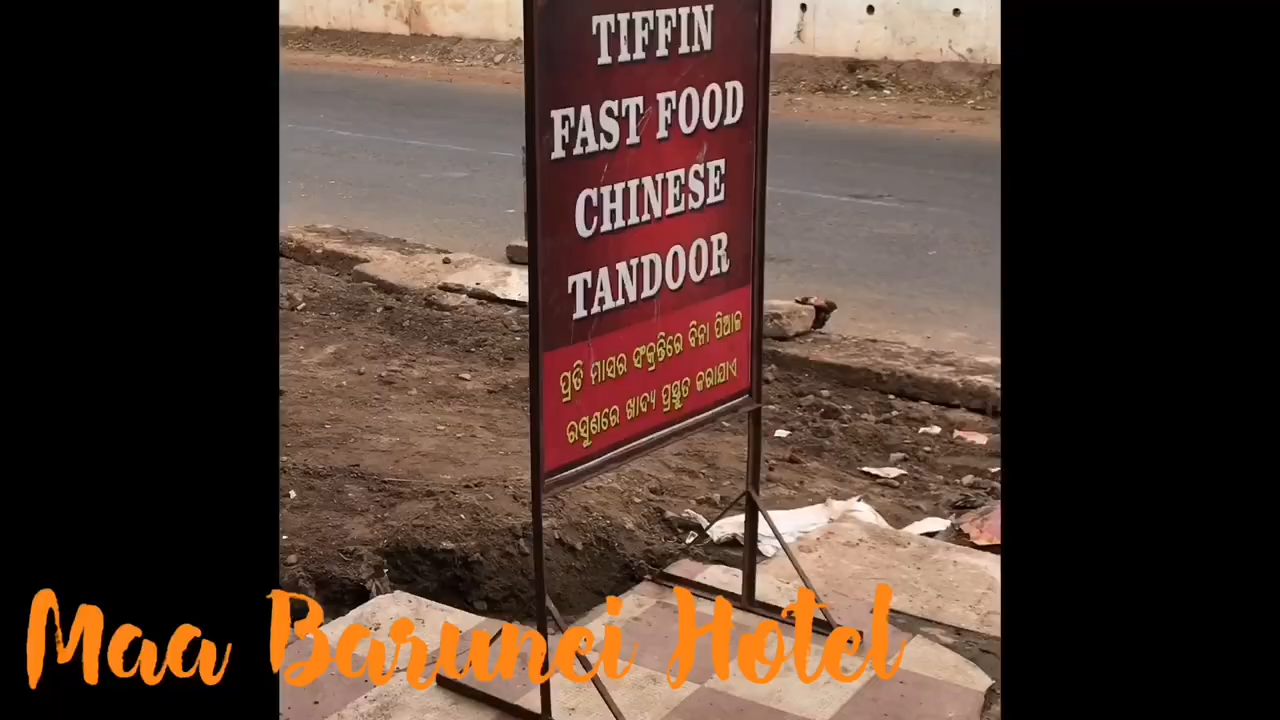 TIFFIN
FAST FOOD
CHINESE
TANDOOR
ପ୍ରତି ମାସର ସଂକ୍ରାନ୍ତିରେ ବିନା ପିଆଜ
ରସୁଣରେ ଖାଦ୍ୟ ପ୍ରସ୍ତୁତ କରାଯାଏ
Maa Barunei Hotel